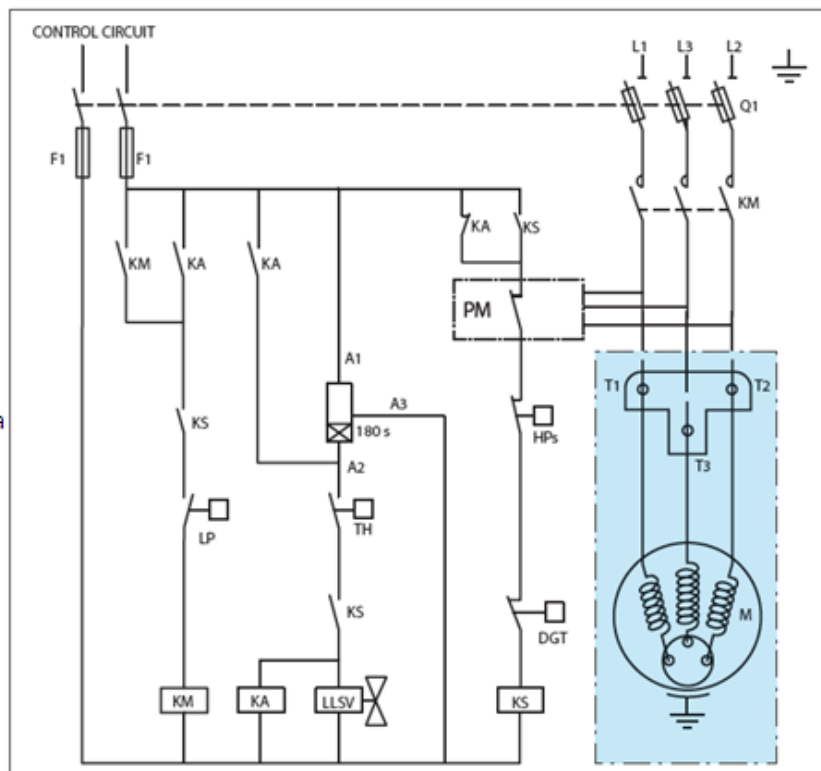 CONTROL CIRCUIT
L1 L3 L2
Q1
F1 F1
KM
KA KS
KM KA KA
PM
A1
T1 T2
A3
a
180 s
HPs
KS
A2
T3
TH
LP
KS
M
DGT
KM KA LLSV KS